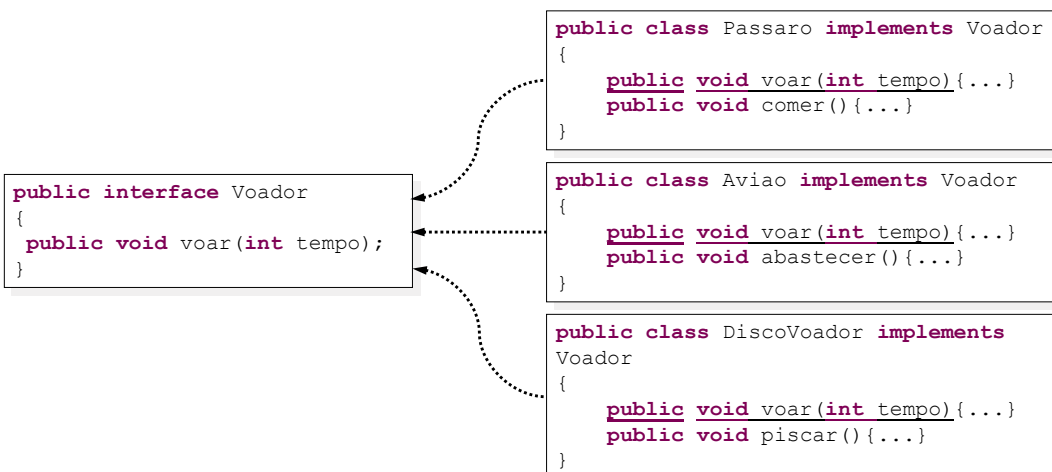 public class Passaro implements Voador
{
public void voar(int tempo){...}
public void comer(){...}
}
public interface Voador
{
public void voar(int tempo);
}
public class Aviao implements Voador
{
public void voar(int tempo){...}
public void abastecer(){...}
}
public class DiscoVoador implements
Voador
{
public void voar(int tempo){...}
public void piscar(){...}
}